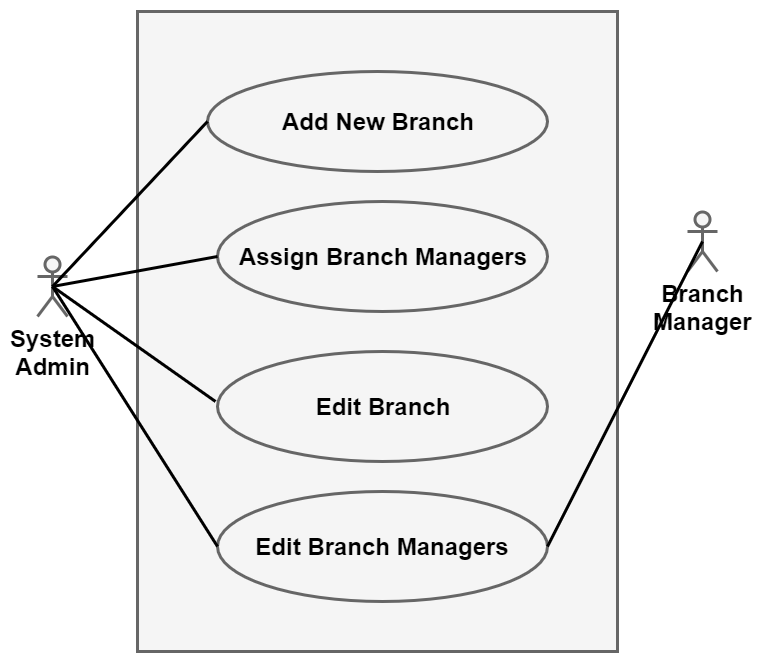 Add New Branch
Assign Branch Managers
System
Admin
Branch
Manager
Edit Branch
Edit Branch Managers